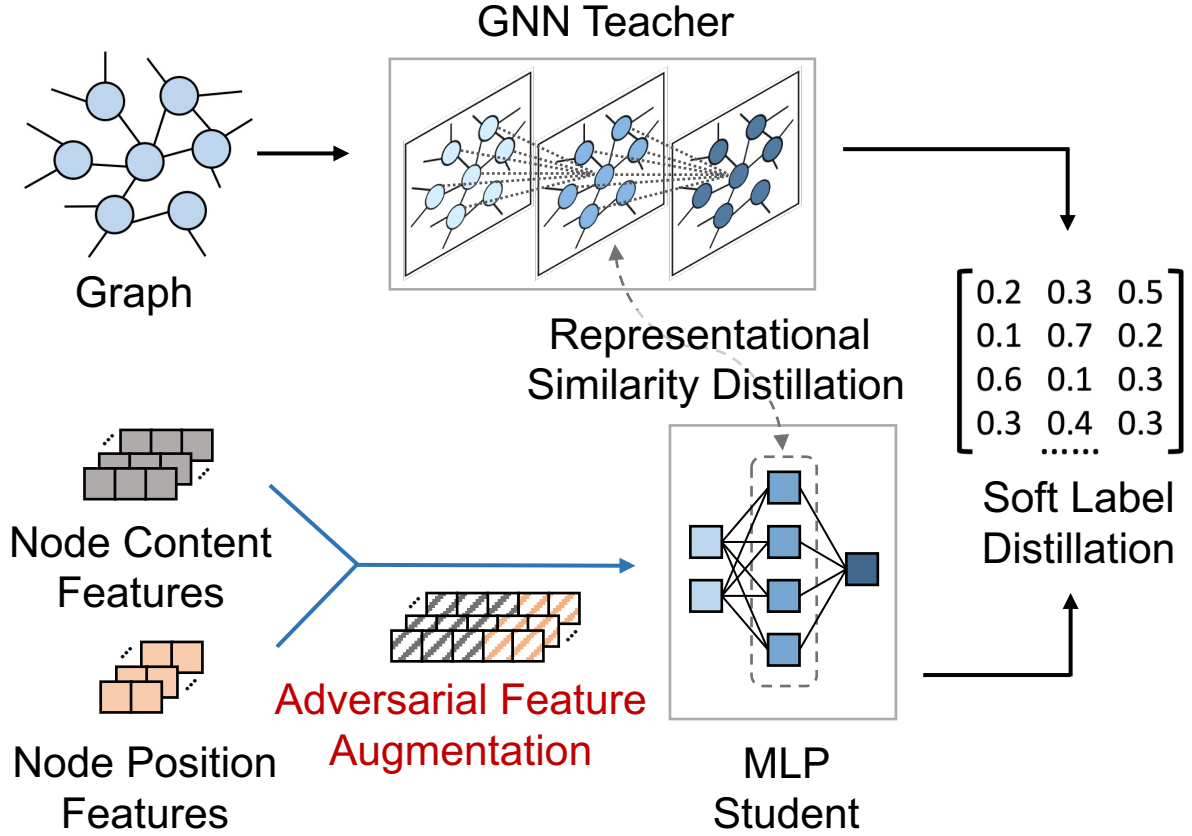 GNN Teacher
Graph
Representational
Similarity Distillation
0.2 0.3 0.5
0.1 0.7 0.2
0.6 0.1 0.3
0.3 0.4 0.3
......
Soft Label
Distillation
Node Content
Features
Node Position
Features
Adversarial Feature
Augmentation
MLP
Student